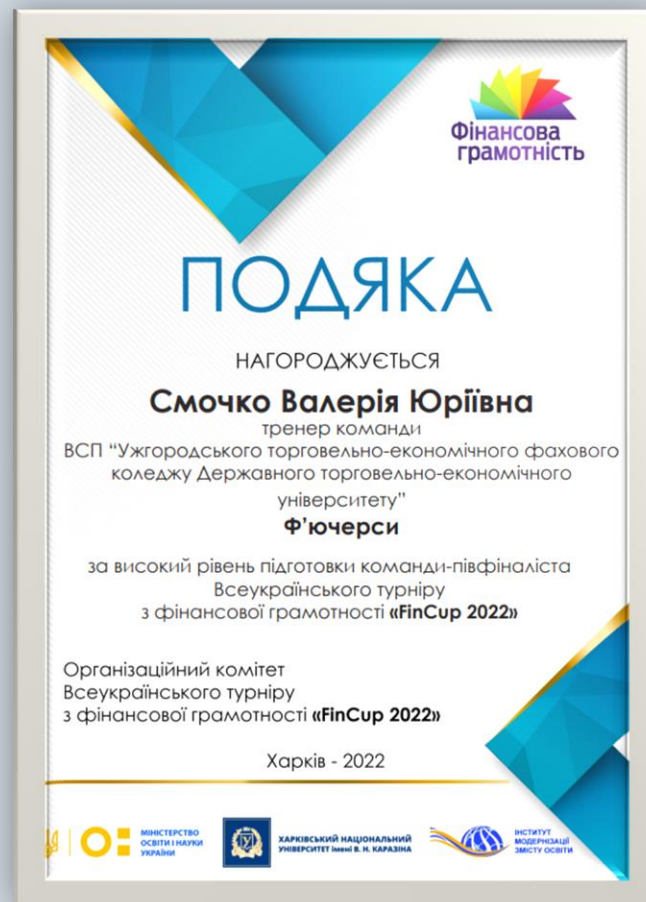 Фінансова
грамотність
ПОДЯКА
НАГОРОДЖУЄТЬСЯ
Смочко Валерія Юріївна
тренер команди
ВСП “Ужгородського торговельно-економічного фахового
коледжу Державного торговельно-економічного
університету”
Ф'ючерси
за високий рівень підготовки команди-півфіналіста
Всеукраїнського турніру
з фінансової грамотності «FinCup 2022»
Організаційний комітет
Всеукраїнського турніру
з фінансової грамотності «FinCup 2022»
Харків - 2022
МІНІСТЕРСТВО
ОСВІТИ І НАУКИ
УКРАЇНИ
ХАРКІВСЬКИЙ НАЦІОНАЛЬНИЙ
УНІВЕРСИТЕТ імені В. Н. КАРАЗІНА
ІНСТИТУТ
МОДЕРНІЗАЦІЇ
ЗМІСТУ ОСВІТИ